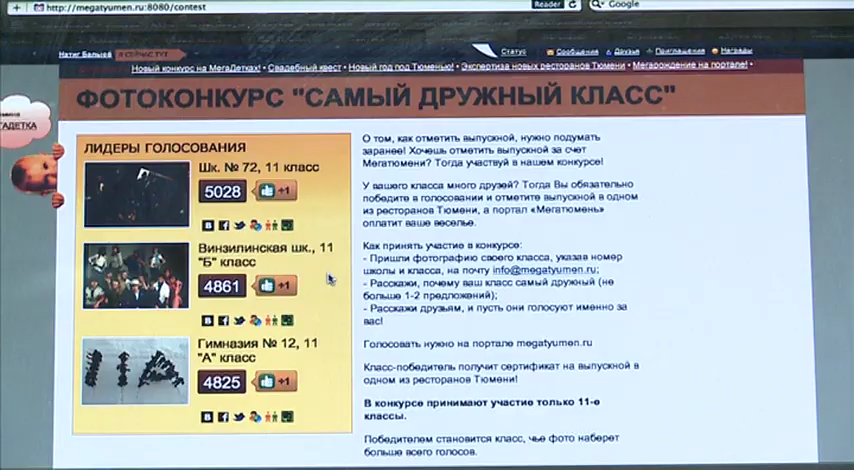 http://megatyumen.ru:8080/contest
Reader
Google
Статус
Сообщения
Друзья
Приглашения
Награды
Новый конкурс на МегаДетках! • Свадебный квест • Новый год под Тюменью! • Экспертиза новых ресторанов Тюмени • Мегарождение на портале! •
ФОТОКОНКУРС "САМЫЙ ДРУЖНЫЙ КЛАСС"
ЛИДЕРЫ ГОЛОСОВАНИЯ
Шк. № 72, 11 класс
5028
+1
Винзилинская шк., 11
"Б" класс
4861
+1
Гимназия № 12, 11
"А" класс
4825
+1
О том, как отметить выпускной, нужно подумать
заранее! Хочешь отметить выпускной за счет
Мегатюмени? Тогда участвуй в нашем конкурсе!
У вашего класса много друзей? Тогда Вы обязательно
победите в голосовании и отметите выпускной в одном
из ресторанов Тюмени, а портал «Мегатюмень»
оплатит ваше веселье.
Как принять участие в конкурсе:
- Пришли фотографию своего класса, указав номер
школы и класса, на почту info@megatyumen.ru;
- Расскажи, почему ваш класс самый дружный (не
больше 1-2 предложений);
- Расскажи друзьям, и пусть они голосуют именно за
вас!
Голосовать нужно на портале megatyumen.ru
Класс-победитель получит сертификат на выпускной в
одном из ресторанов Тюмени!
В конкурсе принимают участие только 11-е
классы.
Победителем становится класс, чье фото наберет
больше всего голосов.